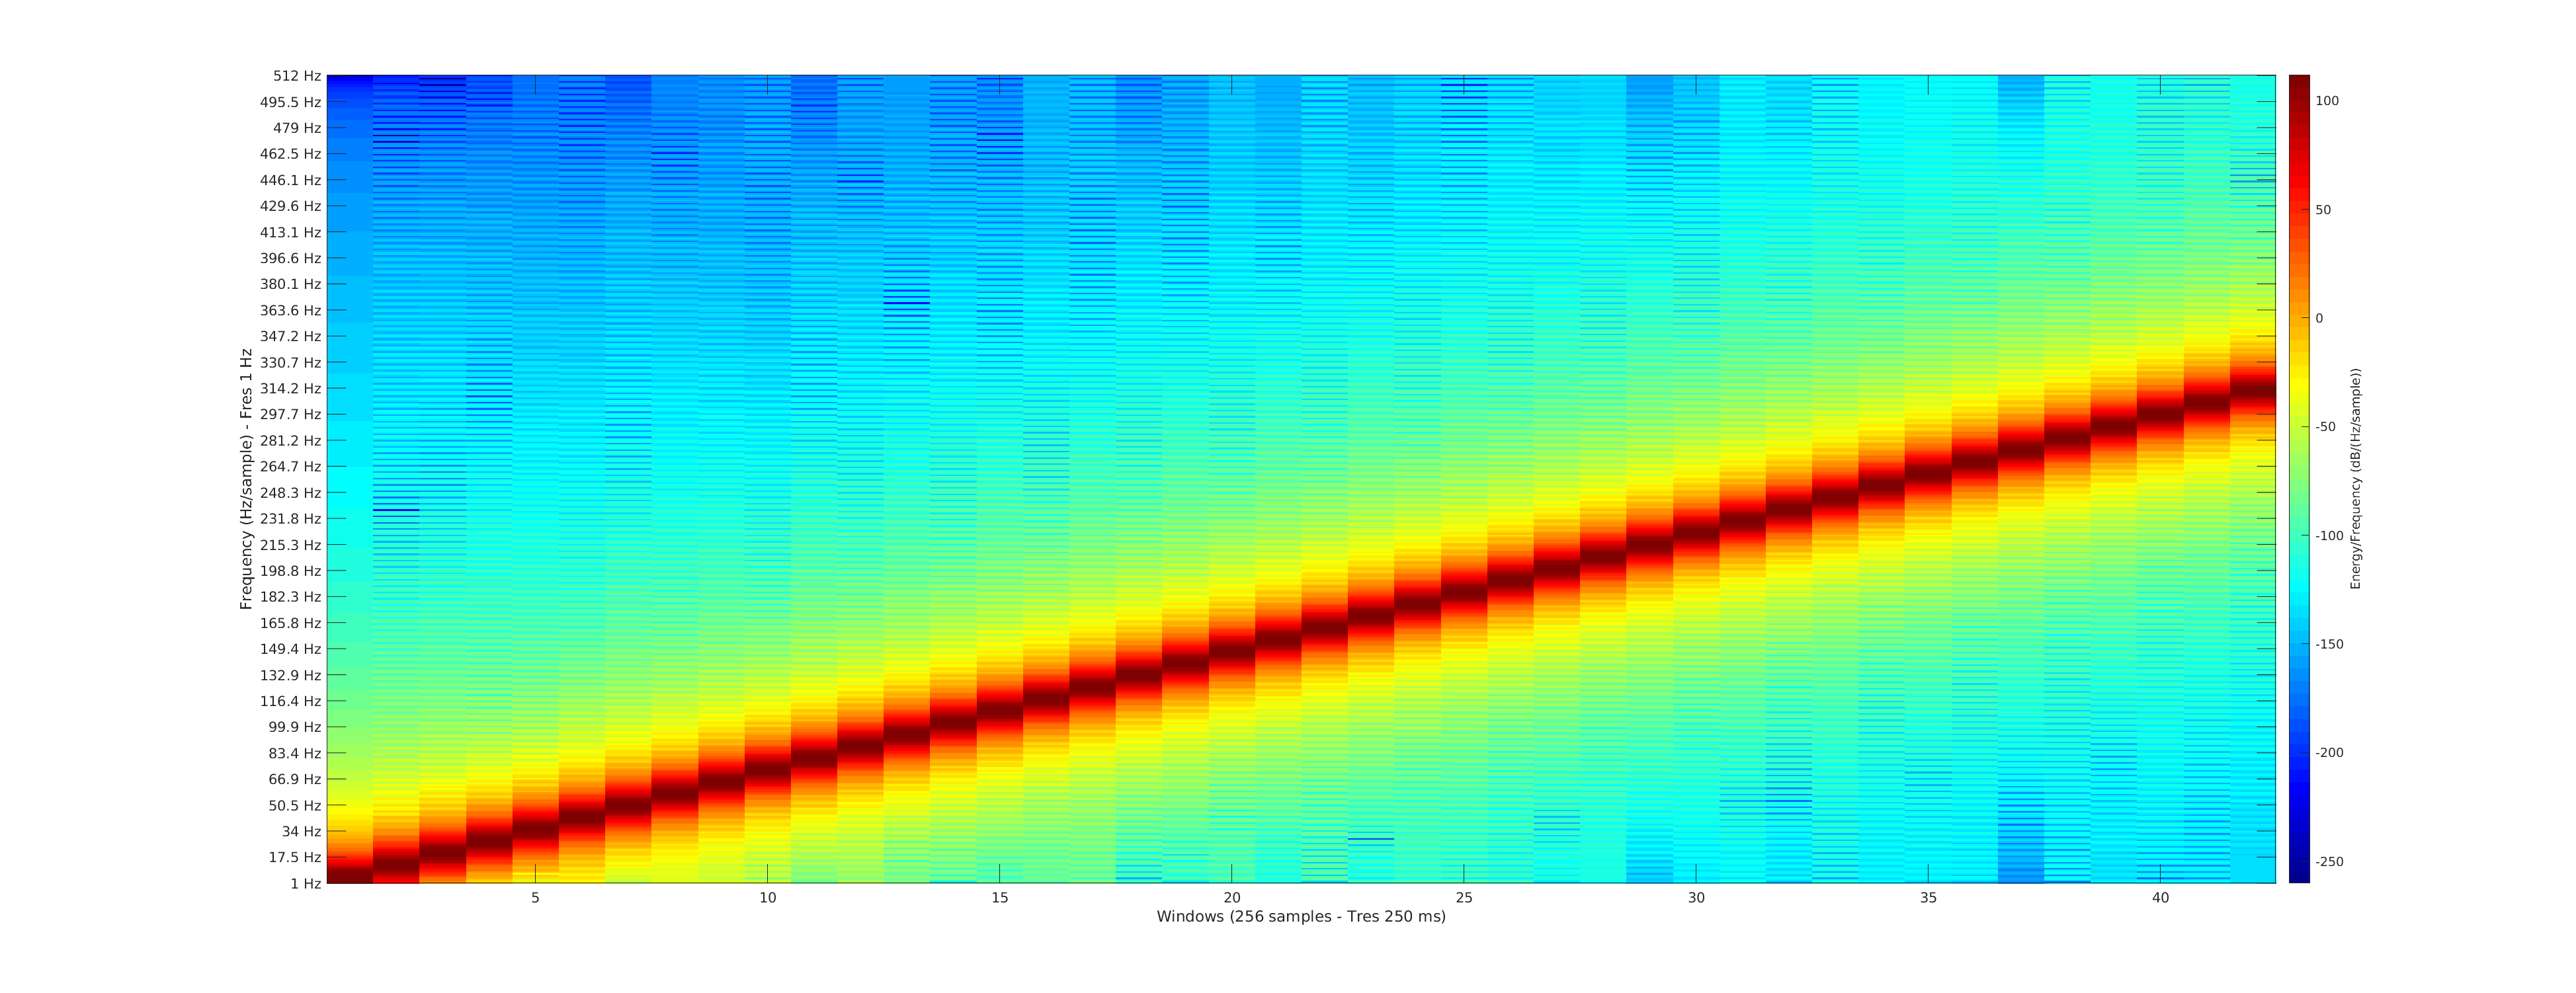 512 Hz
495.5 Hz
479 Hz
462.5 Hz
446.1 Hz
429.6 Hz
413.1 Hz
396.6 Hz
380.1 Hz
363.6 Hz
347.2 Hz
330.7 Hz
314.2 Hz
297.7 Hz
281.2 Hz
264.7 Hz
248.3 Hz
231.8 Hz
215.3 Hz
198.8 Hz
182.3 Hz
165.8 Hz
149.4 Hz
132.9 Hz
116.4 Hz
99.9 Hz
83.4 Hz
66.9 Hz
50.5 Hz
34 Hz
17.5 Hz
1 Hz
Frequency (Hz/sample) - Fres 1 Hz
5 10 15 20 25 30 35 40
Windows (256 samples - Tres 250 ms)
100
50
0
-50
-100
-150
-200
-250
Energy/Frequency (dB/(Hz/sample))